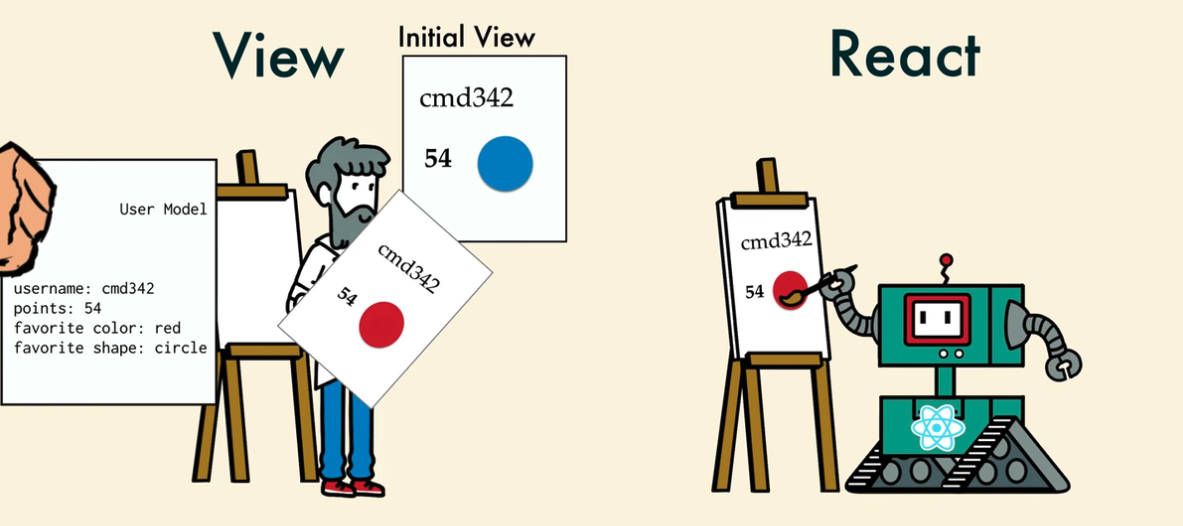 View
Initial View
cmd342
54
User Model
username: cmd342
points: 54
favorite color: red
favorite shape: circle
cmd342
54
React
cmd342
54